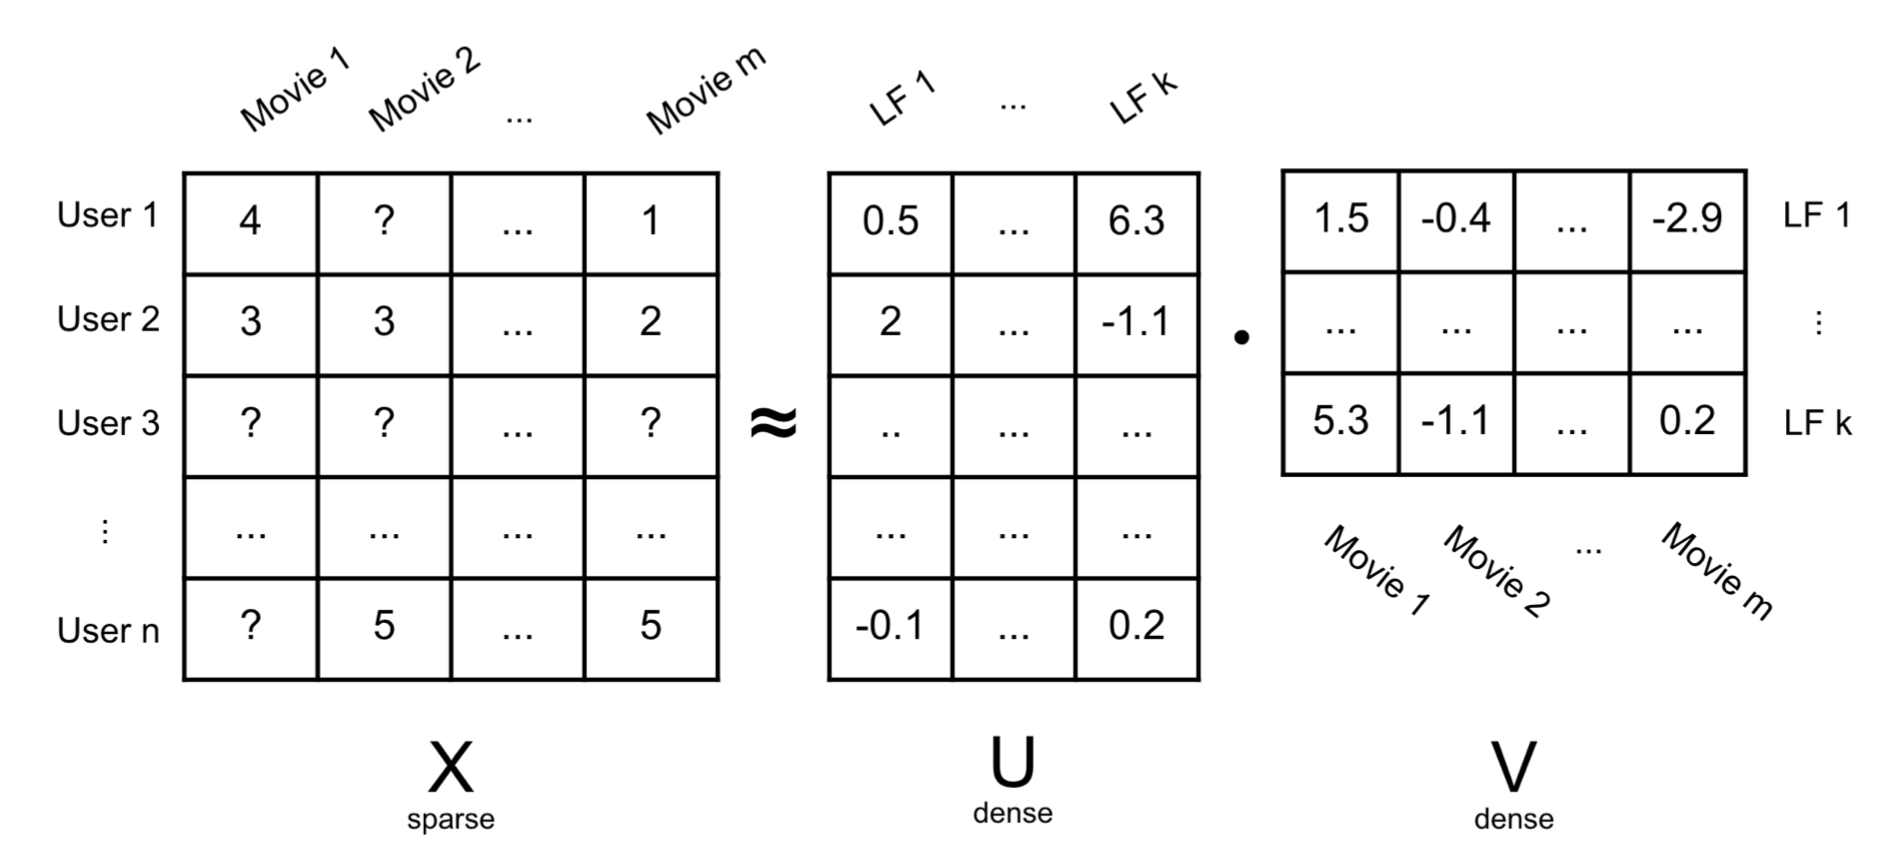 Movie 1 Movie 2 ... Movie m LF 1 ... LF k
User 1 4 ? ... 1 0.5 ... 6.3 1.5 -0.4 ... -2.9 LF 1
User 2 3 3 ... 2 2 ... -1.1 . ... ... ... ... ⋮
User 3 ? ? ... ? ≈ .. ... ... 5.3 -1.1 ... 0.2 LF k
⋮ ... ... ... ... ... ... ... Movie 1 Movie 2 ... Movie m
User n ? 5 ... 5 -0.1 ... 0.2
X U V
sparse dense dense